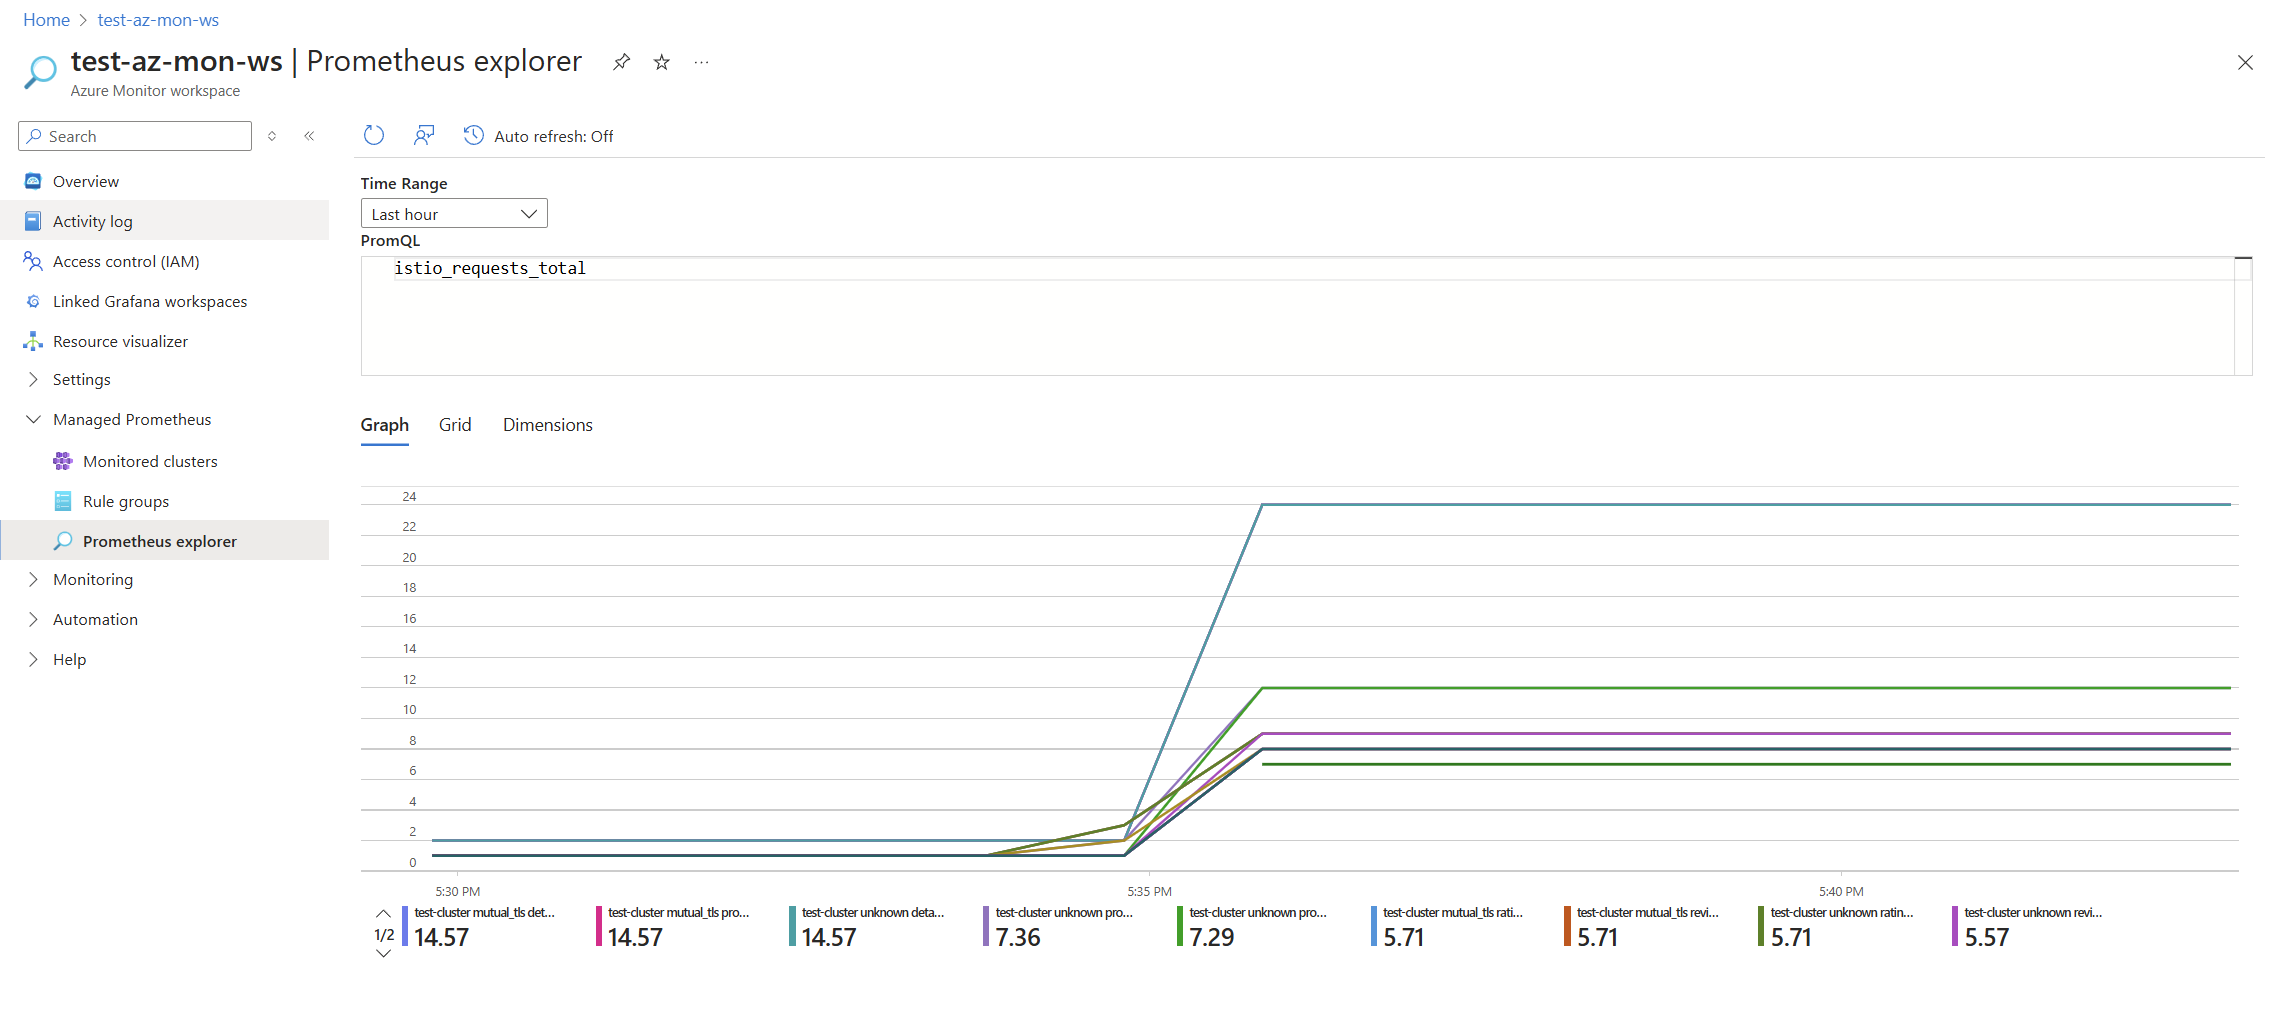 Home > test-az-mon-ws
test-az-mon-ws | Prometheus explorer
Azure Monitor workspace
Search
Overview
Activity log
Access control (IAM)
Linked Grafana workspaces
Resource visualizer
Settings
Managed Prometheus
Monitored clusters
Rule groups
Prometheus explorer
Monitoring
Automation
Help
Auto refresh: Off
Time Range
Last hour
PromQL
istio_requests_total
Graph Grid Dimensions
24
22
20
18
16
14
12
10
8
6
4
2
0
5:30 PM 5:35 PM 5:40 PM
1/2
test-cluster mutual_tls det...
14.57
test-cluster mutual_tls pro...
14.57
test-cluster unknown deta...
14.57
test-cluster unknown pro...
7.36
test-cluster unknown pro...
7.29
test-cluster mutual_tls rati...
5.71
test-cluster mutual_tls revi...
5.71
test-cluster unknown ratin...
5.71
test-cluster unknown revi...
5.57